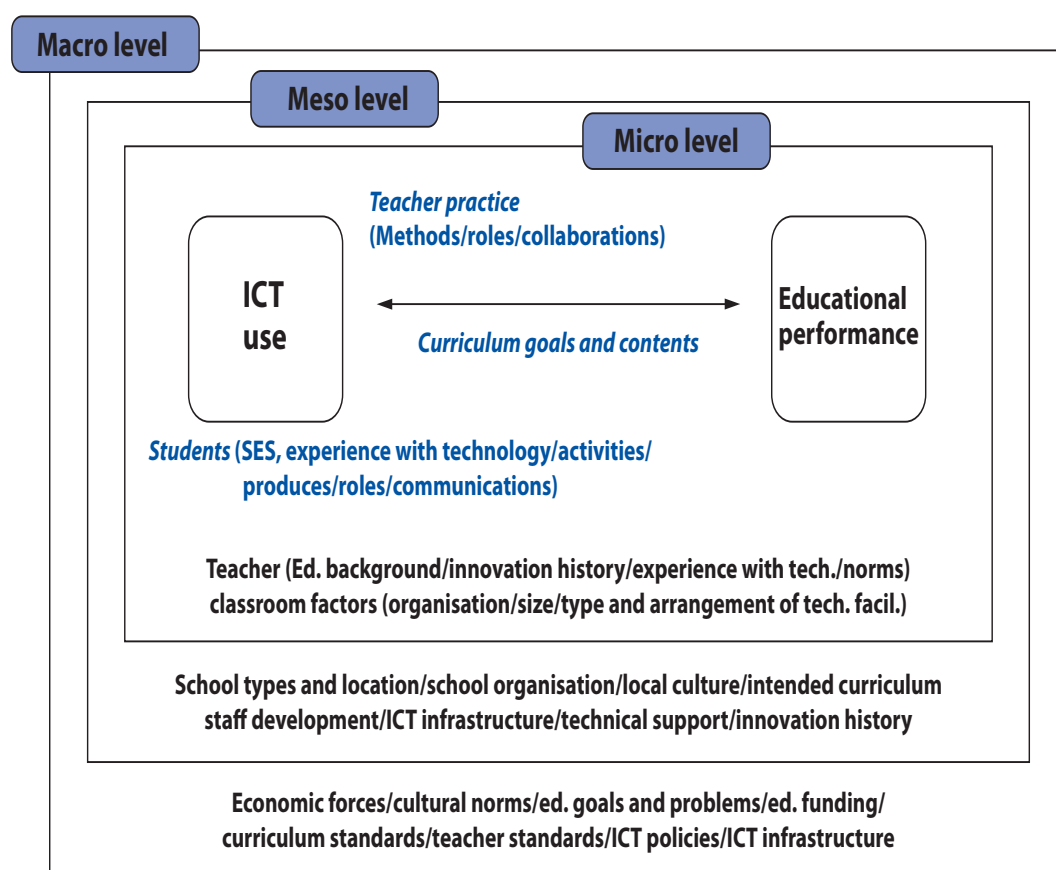 Macro level
Meso level
Micro level
Teacher practice
(Methods/roles/collaborations)
ICT
use
Educational
performance
Curriculum goals and contents
Students (SES, experience with technology/activities/
produces/roles/communications)
Teacher (Ed. background/innovation history/experience with tech./norms)
classroom factors (organisation/size/type and arrangement of tech. facil.)
School types and location/school organisation/local culture/intended curriculum
staff development/ICT infrastructure/technical support/innovation history
Economic forces/cultural norms/ed. goals and problems/ed. funding/
curriculum standards/teacher standards/ICT policies/ICT infrastructure